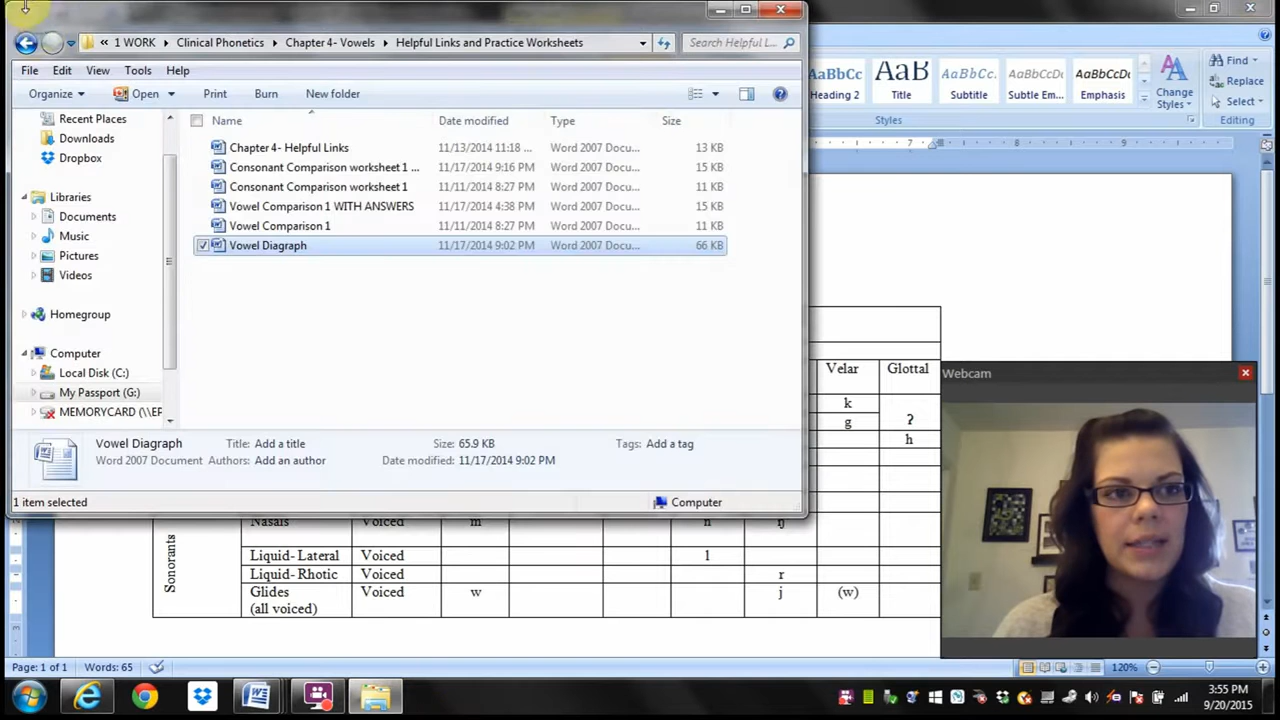 1 WORK Clinical Phonetics Chapter 4- Vowels Helpful Links and Practice Worksheets Search Helpful L...
File Edit View Tools Help
Organize Open Print Burn New folder
Name Date modified Type Size
Recent Places
Downloads
Dropbox
Libraries
Documents
Music
Pictures
Videos
Homegroup
Computer
Local Disk (C:)
My Passport (G:)
MEMORYCARD (\\EP
Chapter 4- Helpful Links 11/13/2014 11:18 ... Word 2007 Docu... 13 KB
Consonant Comparison worksheet 1 ... 11/17/2014 9:16 PM Word 2007 Docu... 15 KB
Consonant Comparison worksheet 1 11/11/2014 8:27 PM Word 2007 Docu... 11 KB
Vowel Comparison 1 WITH ANSWERS 11/17/2014 4:38 PM Word 2007 Docu... 15 KB
Vowel Comparison 1 11/11/2014 8:27 PM Word 2007 Docu... 11 KB
Vowel Diagraph 11/17/2014 9:02 PM Word 2007 Docu... 66 KB
Vowel Diagraph Title: Add a title Size: 65.9 KB Tags: Add a tag
Word 2007 Document Authors: Add an author Date modified: 11/17/2014 9:02 PM
1 item selected Computer
AaBbCc AaB AaBbCc. AaBbCcDc AaBbCcDc
Heading 2 Title Subtitle Subtle Em... Emphasis
Change
Styles
Styles
Find
Replace
Select
Editing
7 8 9 10 11
Velar Glottal
k
g ʔ
h
Webcam
Sonorants
Nasals Voiced m n ŋ
Liquid- Lateral Voiced l
Liquid- Rhotic Voiced r
Glides Voiced w j (w)
(all voiced)
Page: 1 of 1 Words: 65 120%
3:55 PM
9/20/2015